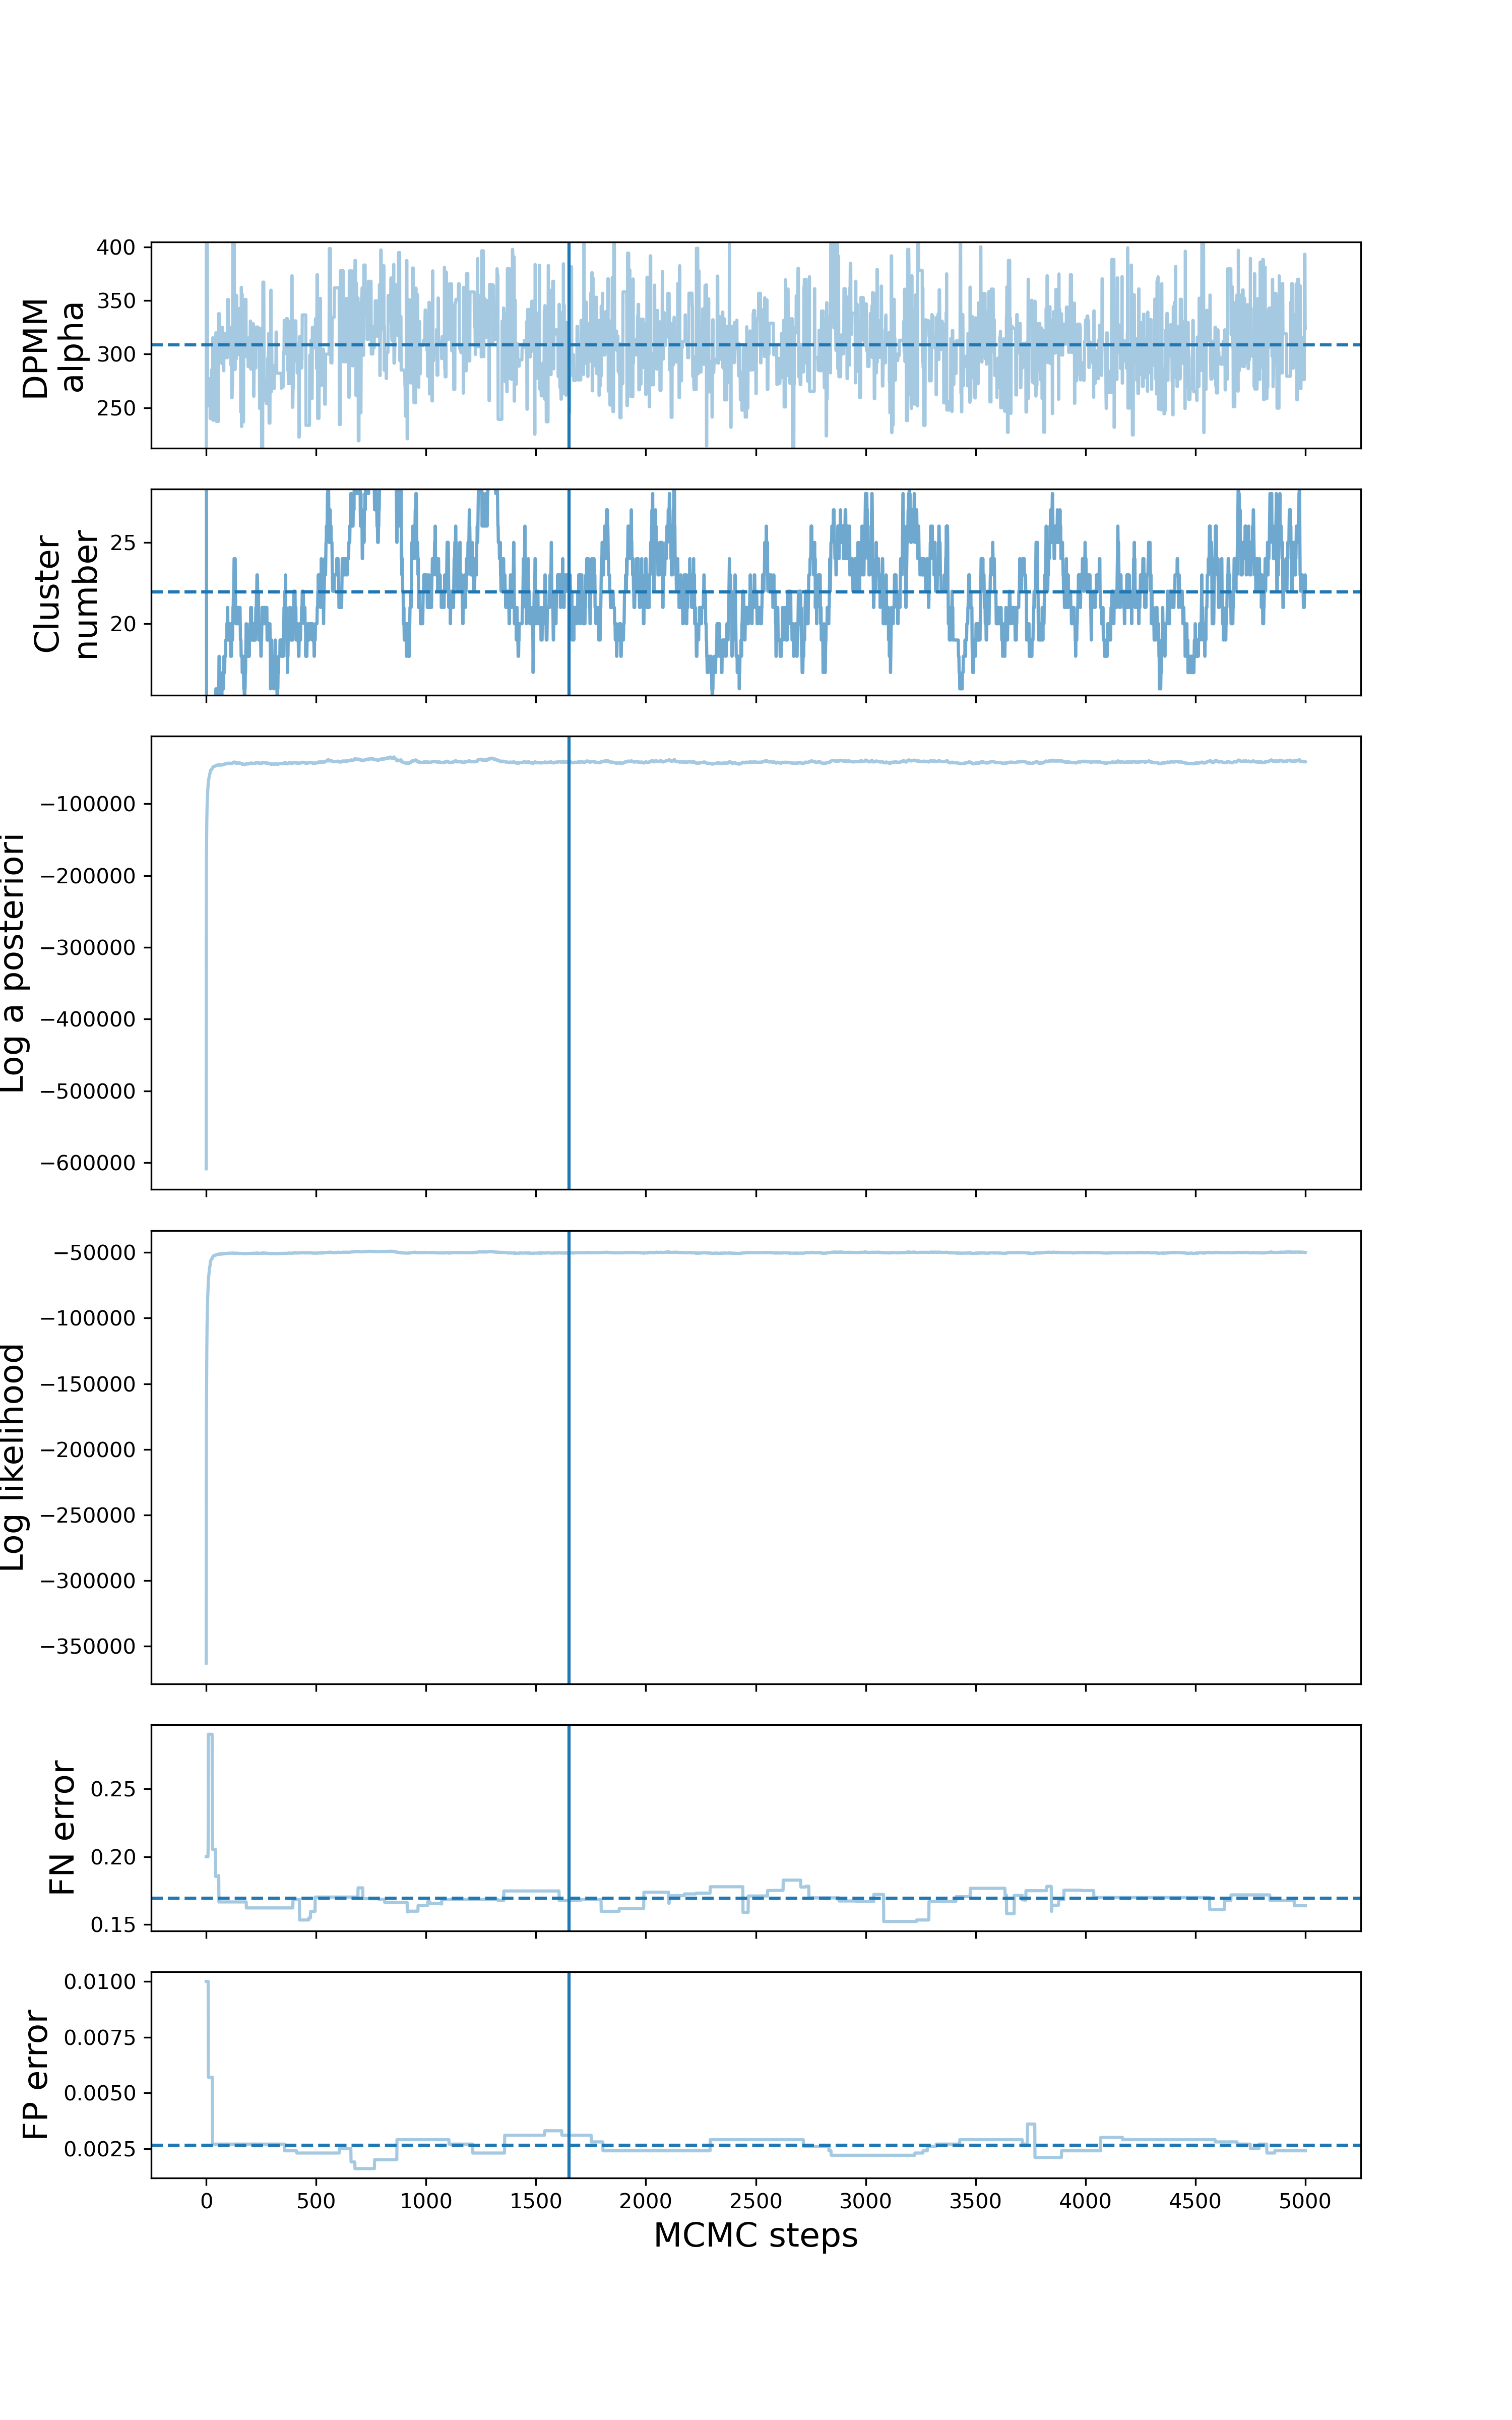 DPMM
alpha
400
350
300
250
Cluster
number
25
20
Log a posteriori
−100000
−200000
−300000
−400000
−500000
−600000
Log likelihood
−50000
−100000
−150000
−200000
−250000
−300000
−350000
FN error
0.25
0.20
0.15
FP error
0.0100
0.0075
0.0050
0.0025
0 500 1000 1500 2000 2500 3000 3500 4000 4500 5000
MCMC steps